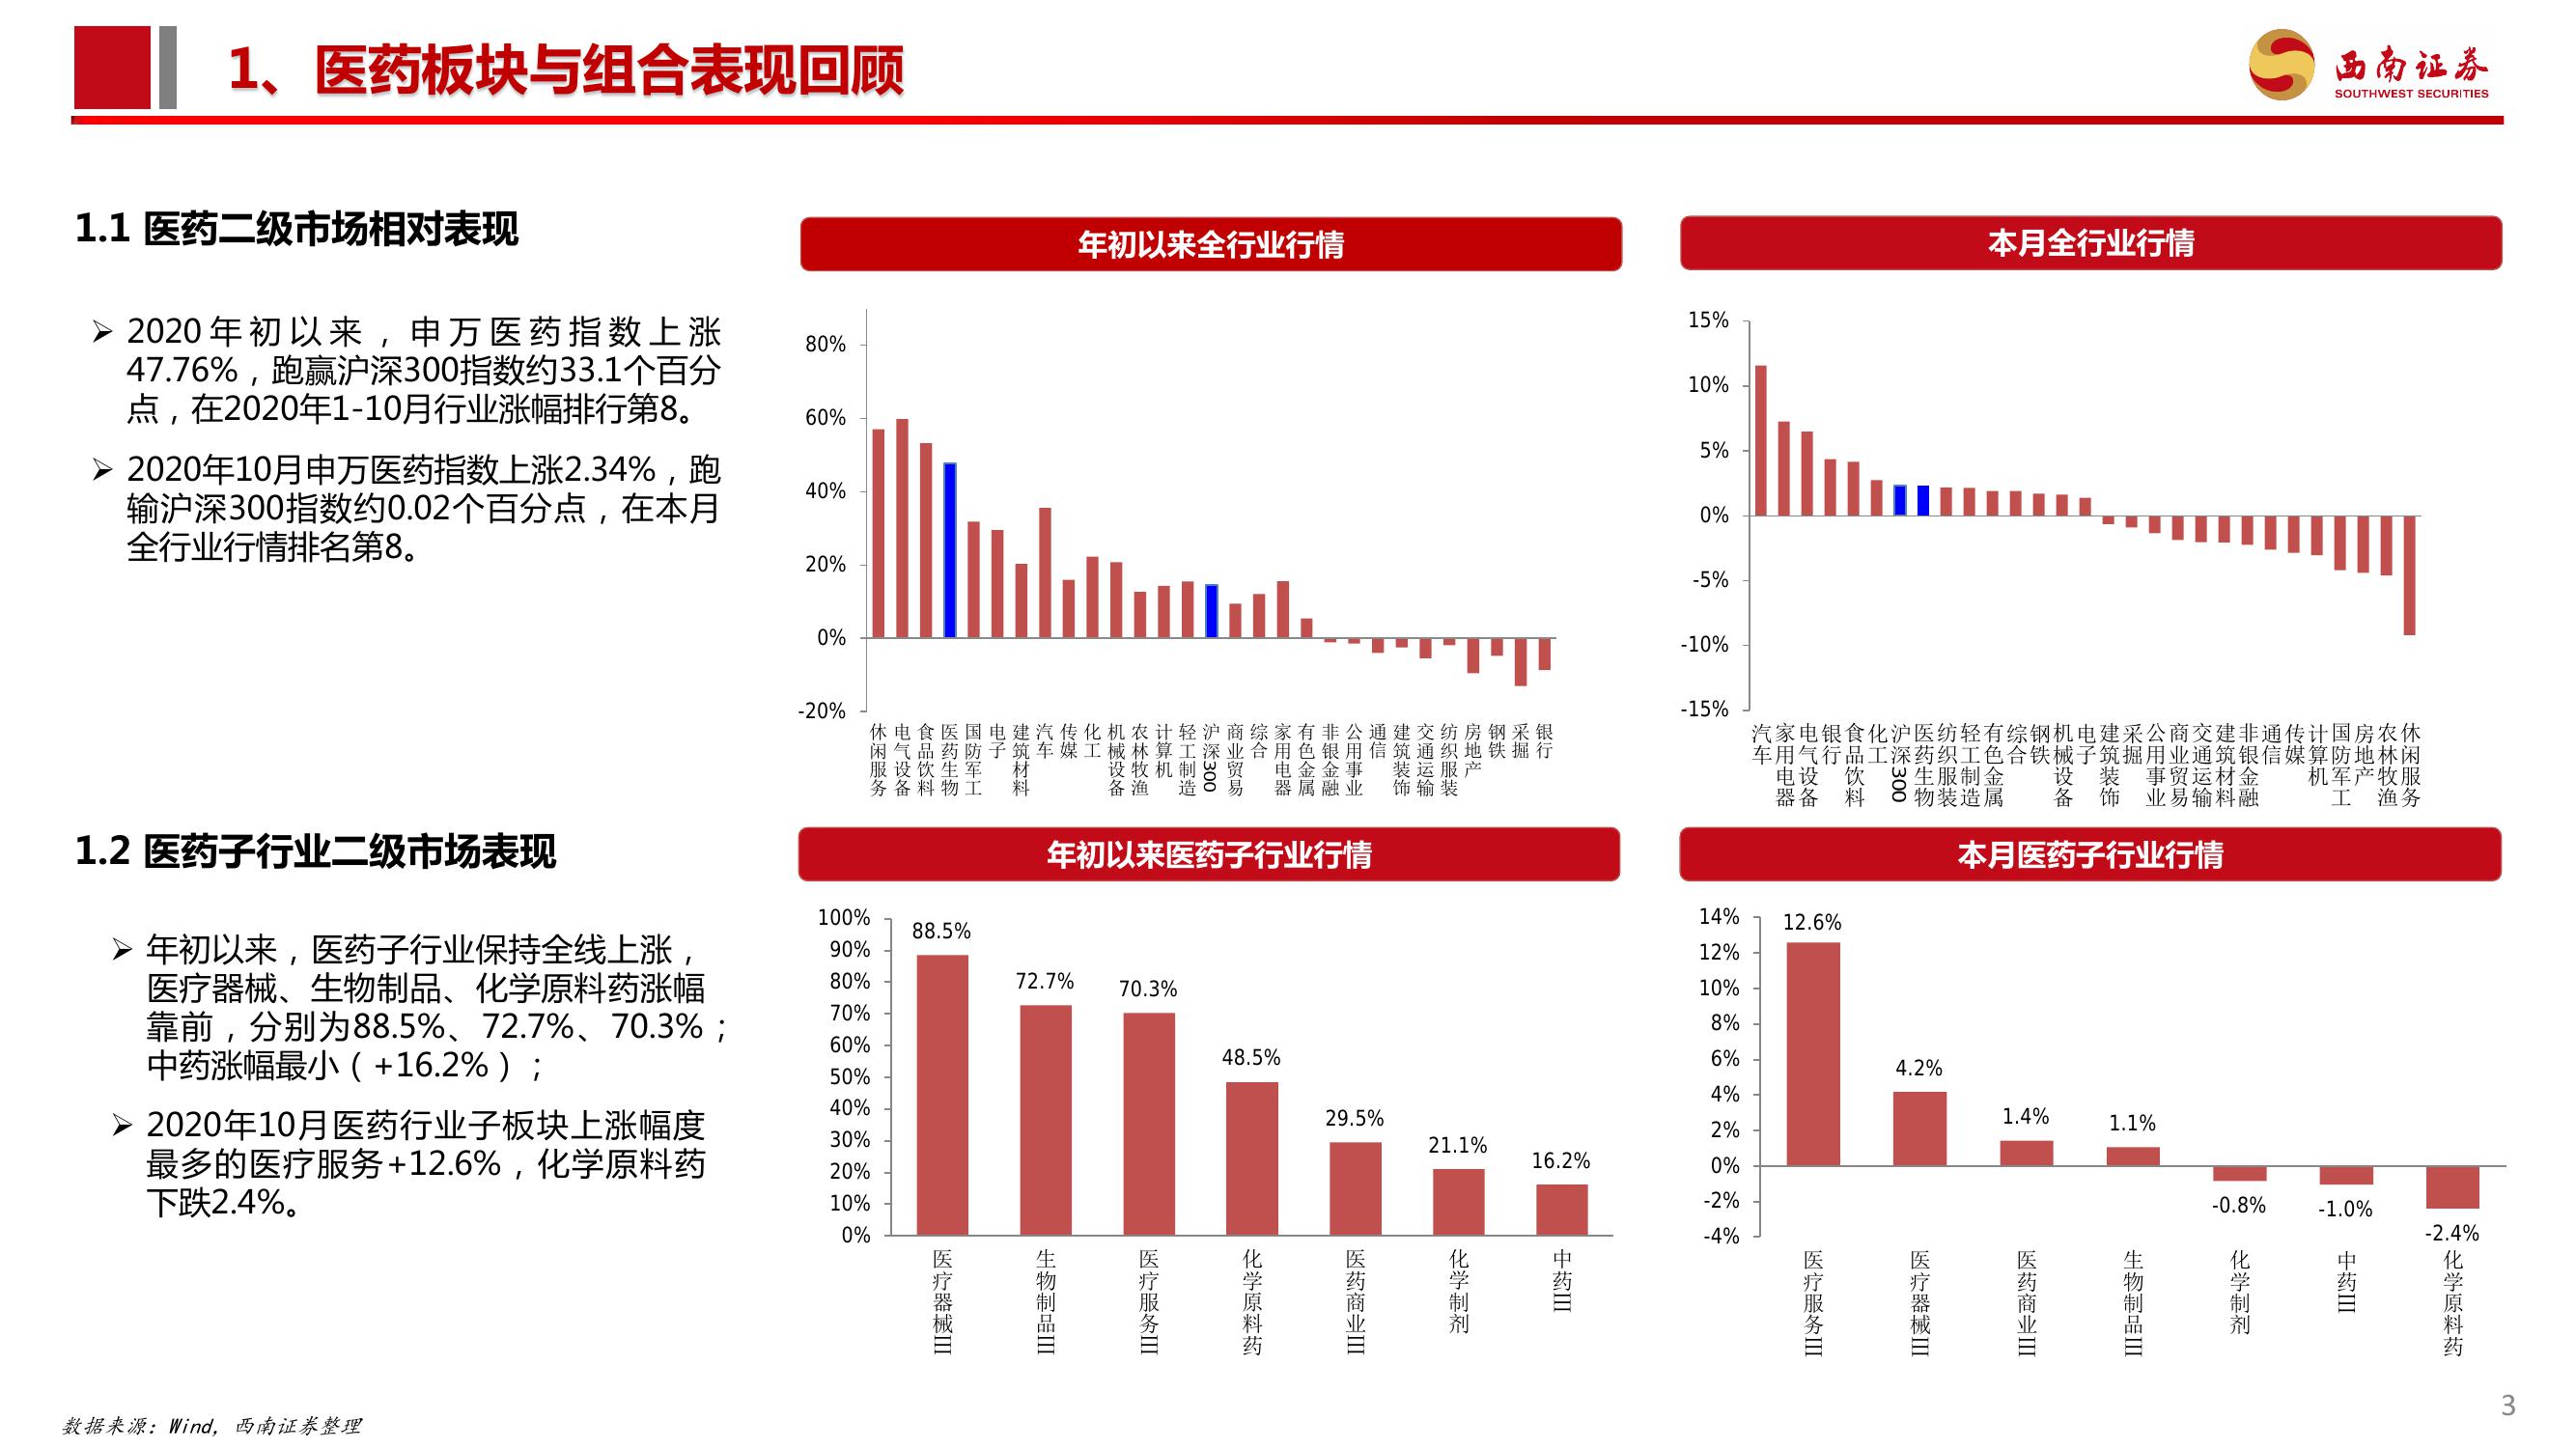 1、医药板块与组合表现回顾
西南证券
SOUTHWEST SECURITIES
1.1 医药二级市场相对表现
2020年初以来，申万医药指数上涨
47.76%，跑赢沪深300指数约33.1个百分
点，在2020年1-10月行业涨幅排行第8。
2020年10月申万医药指数上涨2.34%，跑
输沪深300指数约0.02个百分点，在本月
全行业行情排名第8。
年初以来全行业行情
80%
60%
40%
20%
0%
-20%
休闲服务
电气设备
食品饮料
医药生物
国防军工
电子
建筑材料
汽车
传媒
化工
机械设备
农林牧渔
计算机
轻工制造
沪深300
商业贸易
综合
家用电器
有色金属
非银金融
公用事业
通信
建筑装饰
交通运输
纺织服装
房地产
钢铁
采掘
银行
本月全行业行情
15%
10%
5%
0%
-5%
-10%
-15%
汽车
家用电器
电气设备
银行
食品饮料
化工
沪深300
医药生物
纺织服装
轻工制造
有色金属
综合
钢铁
机械设备
电子
建筑装饰
采掘
公用事业
商业贸易
交通运输
建筑材料
非银金融
通信
传媒
计算机
国防军工
房地产
农林牧渔
休闲服务
1.2 医药子行业二级市场表现
年初以来，医药子行业保持全线上涨，
医疗器械、生物制品、化学原料药涨幅
靠前，分别为88.5%、72.7%、70.3%；
中药涨幅最小（+16.2%）；
2020年10月医药行业子板块上涨幅度
最多的医疗服务+12.6%，化学原料药
下跌2.4%。
年初以来医药子行业行情
100%
90%
80%
70%
60%
50%
40%
30%
20%
10%
0%
88.5%
72.7%
70.3%
48.5%
29.5%
21.1%
16.2%
医疗器械III
生物制品III
医疗服务III
化学原料药
医药商业III
化学制剂
中药III
本月医药子行业行情
14%
12%
10%
8%
6%
4%
2%
0%
-2%
-4%
12.6%
4.2%
1.4%
1.1%
-0.8%
-1.0%
-2.4%
医疗服务III
医疗器械III
医药商业III
生物制品III
化学制剂
中药III
化学原料药
数据来源：Wind，西南证券整理
3